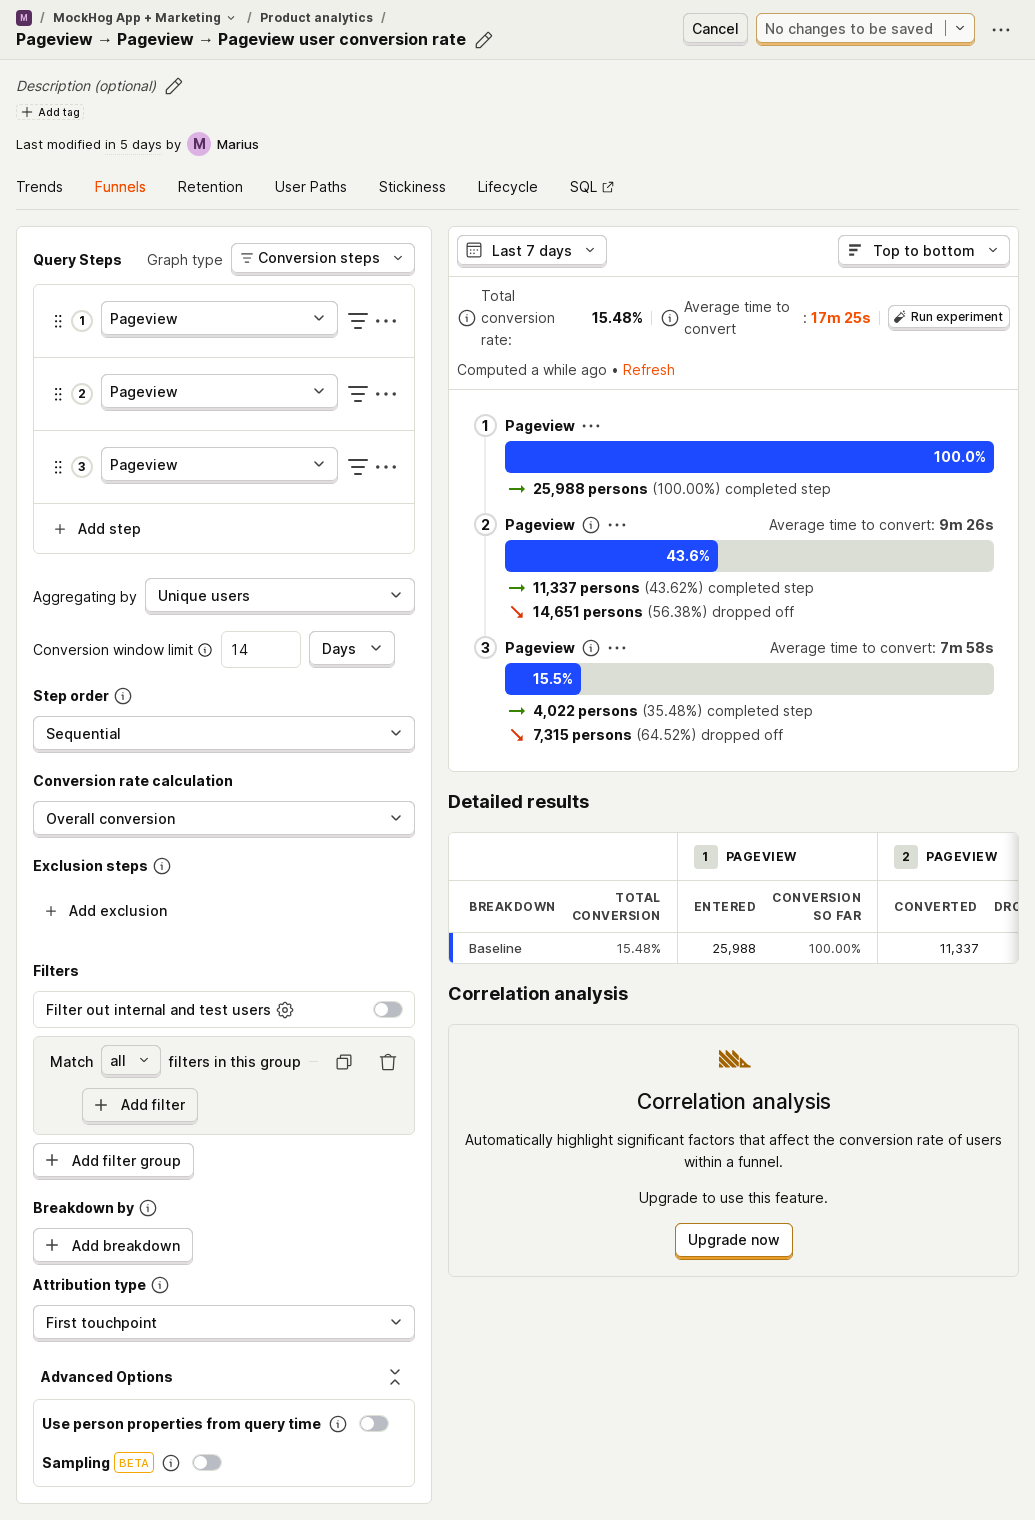 M / MockHog App + Marketing / Product analytics /
Pageview → Pageview → Pageview user conversion rate
Cancel
No changes to be saved
Description (optional)
Add tag
Last modified in 5 days by M Marius
Trends Funnels Retention User Paths Stickiness Lifecycle SQL
Query Steps Graph type Conversion steps
1 Pageview
2 Pageview
3 Pageview
Add step
Aggregating by Unique users
Conversion window limit 14 Days
Step order
Sequential
Conversion rate calculation
Overall conversion
Exclusion steps
Add exclusion
Filters
Filter out internal and test users
Match all filters in this group
Add filter
Add filter group
Breakdown by
Add breakdown
Attribution type
First touchpoint
Advanced Options
Use person properties from query time
Sampling BETA
Last 7 days Top to bottom
Total
conversion
rate:
15.48%
Average time to
convert
: 17m 25s
Run experiment
Computed a while ago • Refresh
1 Pageview
100.0%
25,988 persons (100.00%) completed step
2 Pageview Average time to convert: 9m 26s
43.6%
11,337 persons (43.62%) completed step
14,651 persons (56.38%) dropped off
3 Pageview Average time to convert: 7m 58s
15.5%
4,022 persons (35.48%) completed step
7,315 persons (64.52%) dropped off
Detailed results
1 PAGEVIEW 2 PAGEVIEW
BREAKDOWN
TOTAL
CONVERSION
ENTERED
CONVERSION
SO FAR
CONVERTED
Baseline 15.48% 25,988 100.00% 11,337
Correlation analysis
Correlation analysis
Automatically highlight significant factors that affect the conversion rate of users
within a funnel.
Upgrade to use this feature.
Upgrade now